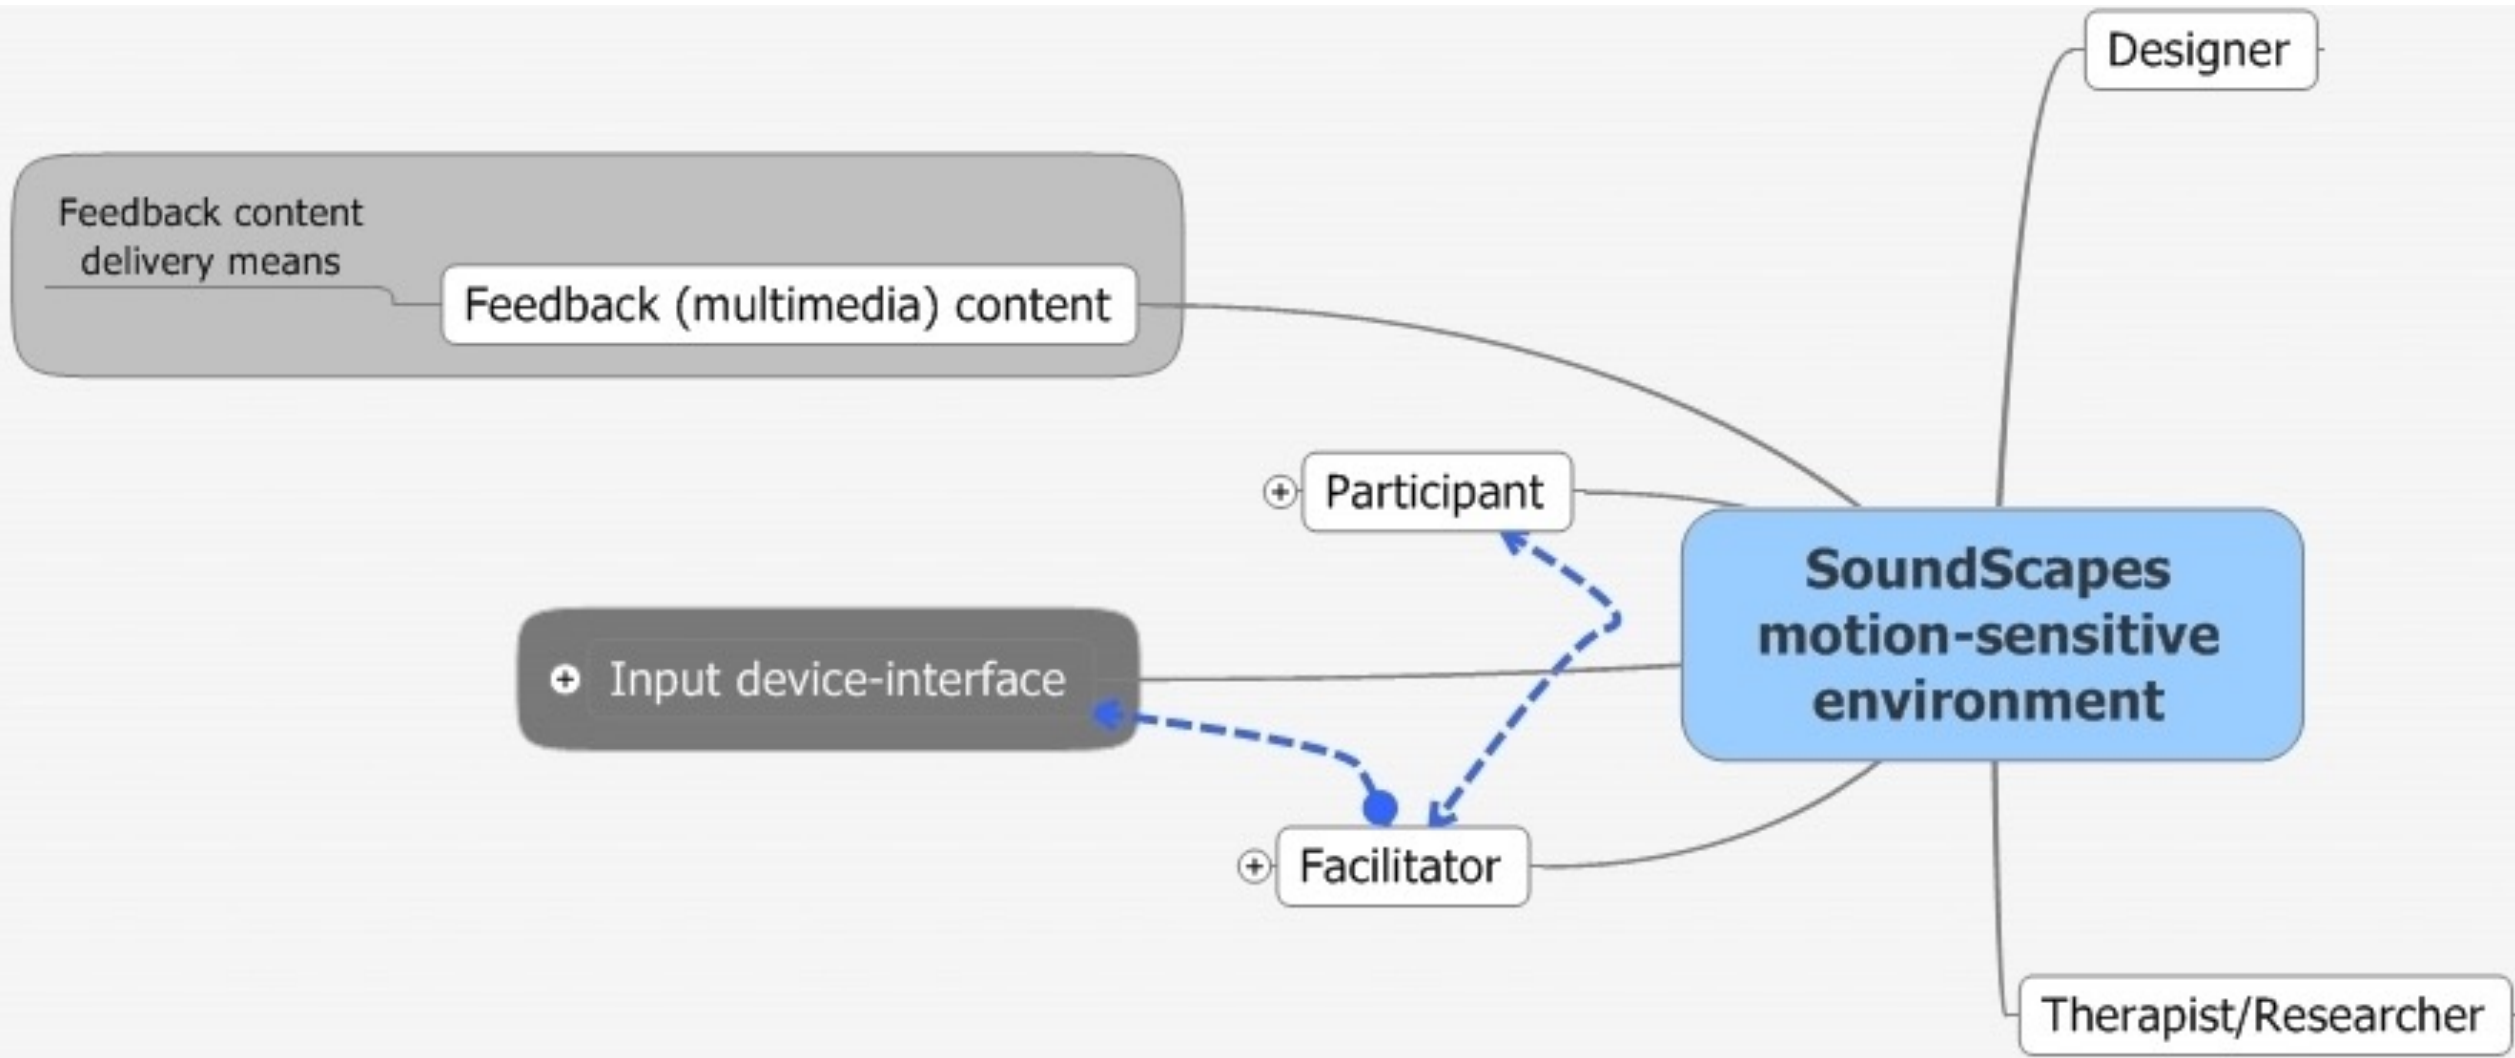 Designer
Feedback content
delivery means
Feedback (multimedia) content
Participant
SoundScapes
motion-sensitive
environment
Input device-interface
Facilitator
Therapist/Researcher